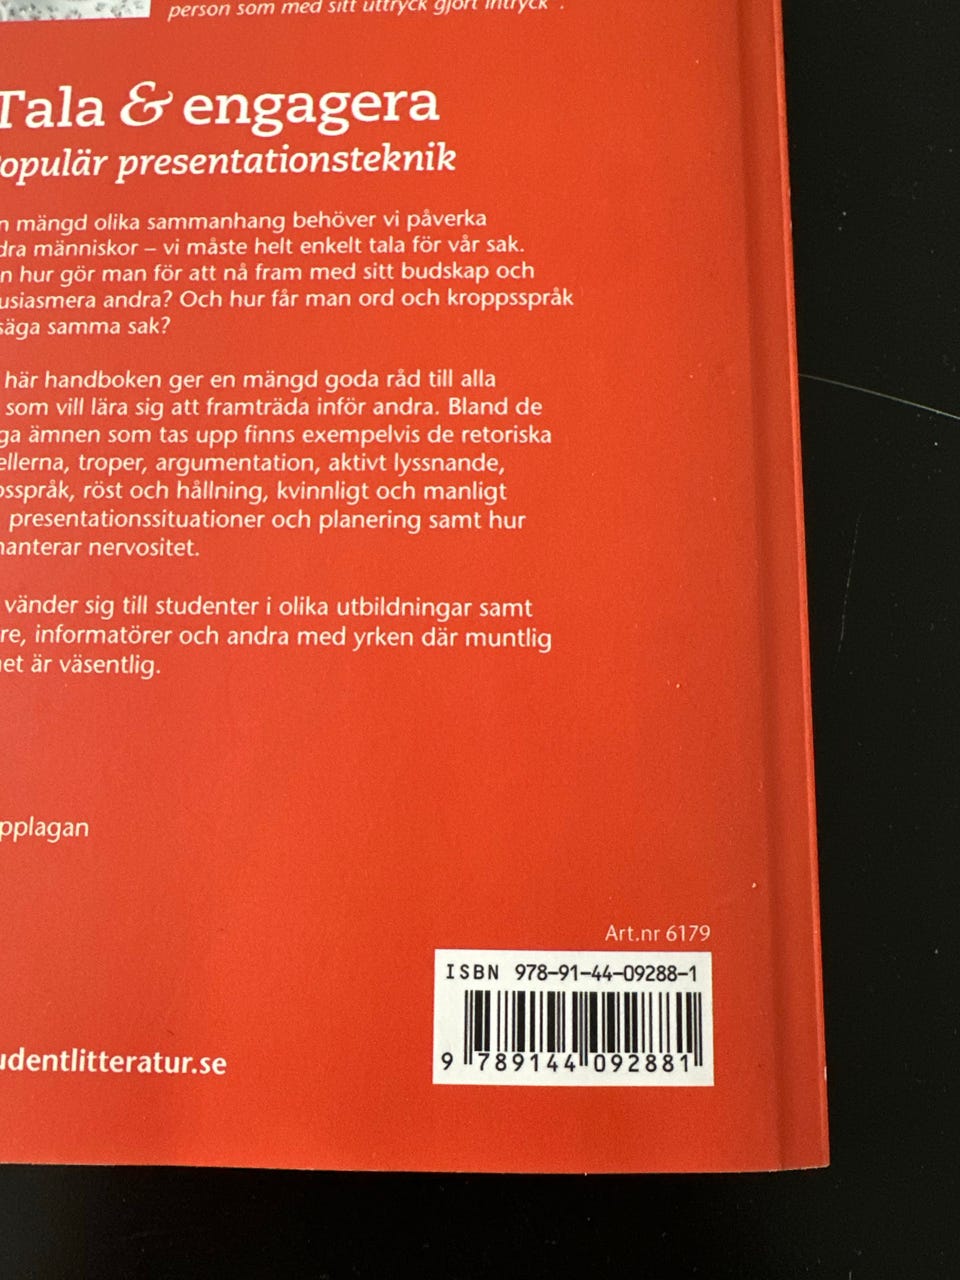 person som med sitt uttryck gjort intryck".
Tala & engagera
opulär presentationsteknik
n mängd olika sammanhang behöver vi påverka
dra människor – vi måste helt enkelt tala för vår sak.
n hur gör man för att nå fram med sitt budskap och
usiasmera andra? Och hur får man ord och kroppsspråk
säga samma sak?
här handboken ger en mängd goda råd till alla
som vill lära sig att framträda inför andra. Bland de
ga ämnen som tas upp finns exempelvis de retoriska
ellerna, troper, argumentation, aktivt lyssnande,
osspråk, röst och hållning, kvinnligt och manligt
presentationssituationer och planering samt hur
hanterar nervositet.
vänder sig till studenter i olika utbildningar samt
re, informatörer och andra med yrken där muntlig
het är väsentlig.
pplagan
Art.nr 6179
ISBN 978-91-44-09288-1
9 789144 092881
udentlitteratur.se